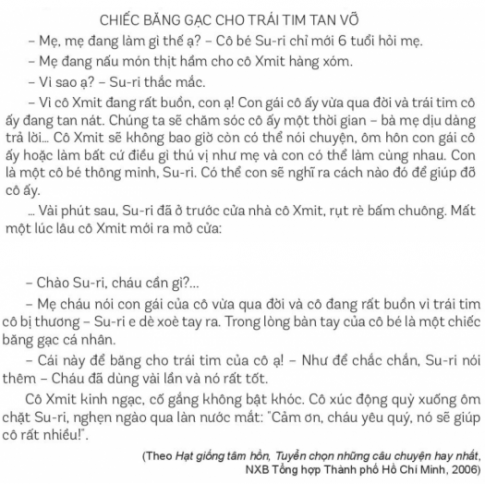 CHIẾC BĂNG GẠC CHO TRÁI TIM TAN VỠ
– Mẹ, mẹ đang làm gì thế ạ? – Cô bé Su-ri chỉ mới 6 tuổi hỏi mẹ.
– Mẹ đang nấu món thịt hầm cho cô Xmit hàng xóm.
– Vì sao ạ? – Su-ri thắc mắc.
– Vì cô Xmit đang rất buồn, con ạ! Con gái cô ấy vừa qua đời và trái tim cô
ấy đang tan nát. Chúng ta sẽ chăm sóc cô ấy một thời gian – bà mẹ dịu dàng
trả lời... Cô Xmit sẽ không bao giờ còn có thể nói chuyện, ôm hôn con gái cô
ấy hoặc làm bất cứ điều gì thú vị như mẹ và con có thể làm cùng nhau. Con
là một cô bé thông minh, Su-ri. Có thể con sẽ nghĩ ra cách nào đó để giúp đỡ
cô ấy.
... Vài phút sau, Su-ri đã ở trước cửa nhà cô Xmit, rụt rè bấm chuông. Mất
một lúc lâu cô Xmit mới ra mở cửa:
– Chào Su-ri, cháu cần gì?...
– Mẹ cháu nói con gái của cô vừa qua đời và cô đang rất buồn vì trái tim
cô bị thương – Su-ri e dè xoè tay ra. Trong lòng bàn tay của cô bé là một chiếc
băng gạc cá nhân.
– Cái này để băng cho trái tim của cô ạ! – Như để chắc chắn, Su-ri nói
thêm – Cháu đã dùng vài lần và nó rất tốt.
Cô Xmit kinh ngạc, cố gắng không bật khóc. Cô xúc động quỳ xuống ôm
chặt Su-ri, nghẹn ngào qua làn nước mắt: "Cảm ơn, cháu yêu quý, nó sẽ giúp
cô rất nhiều!".
(Theo Hạt giống tâm hồn, Tuyển chọn những câu chuyện hay nhất,
NXB Tổng hợp Thành phố Hồ Chí Minh, 2006)